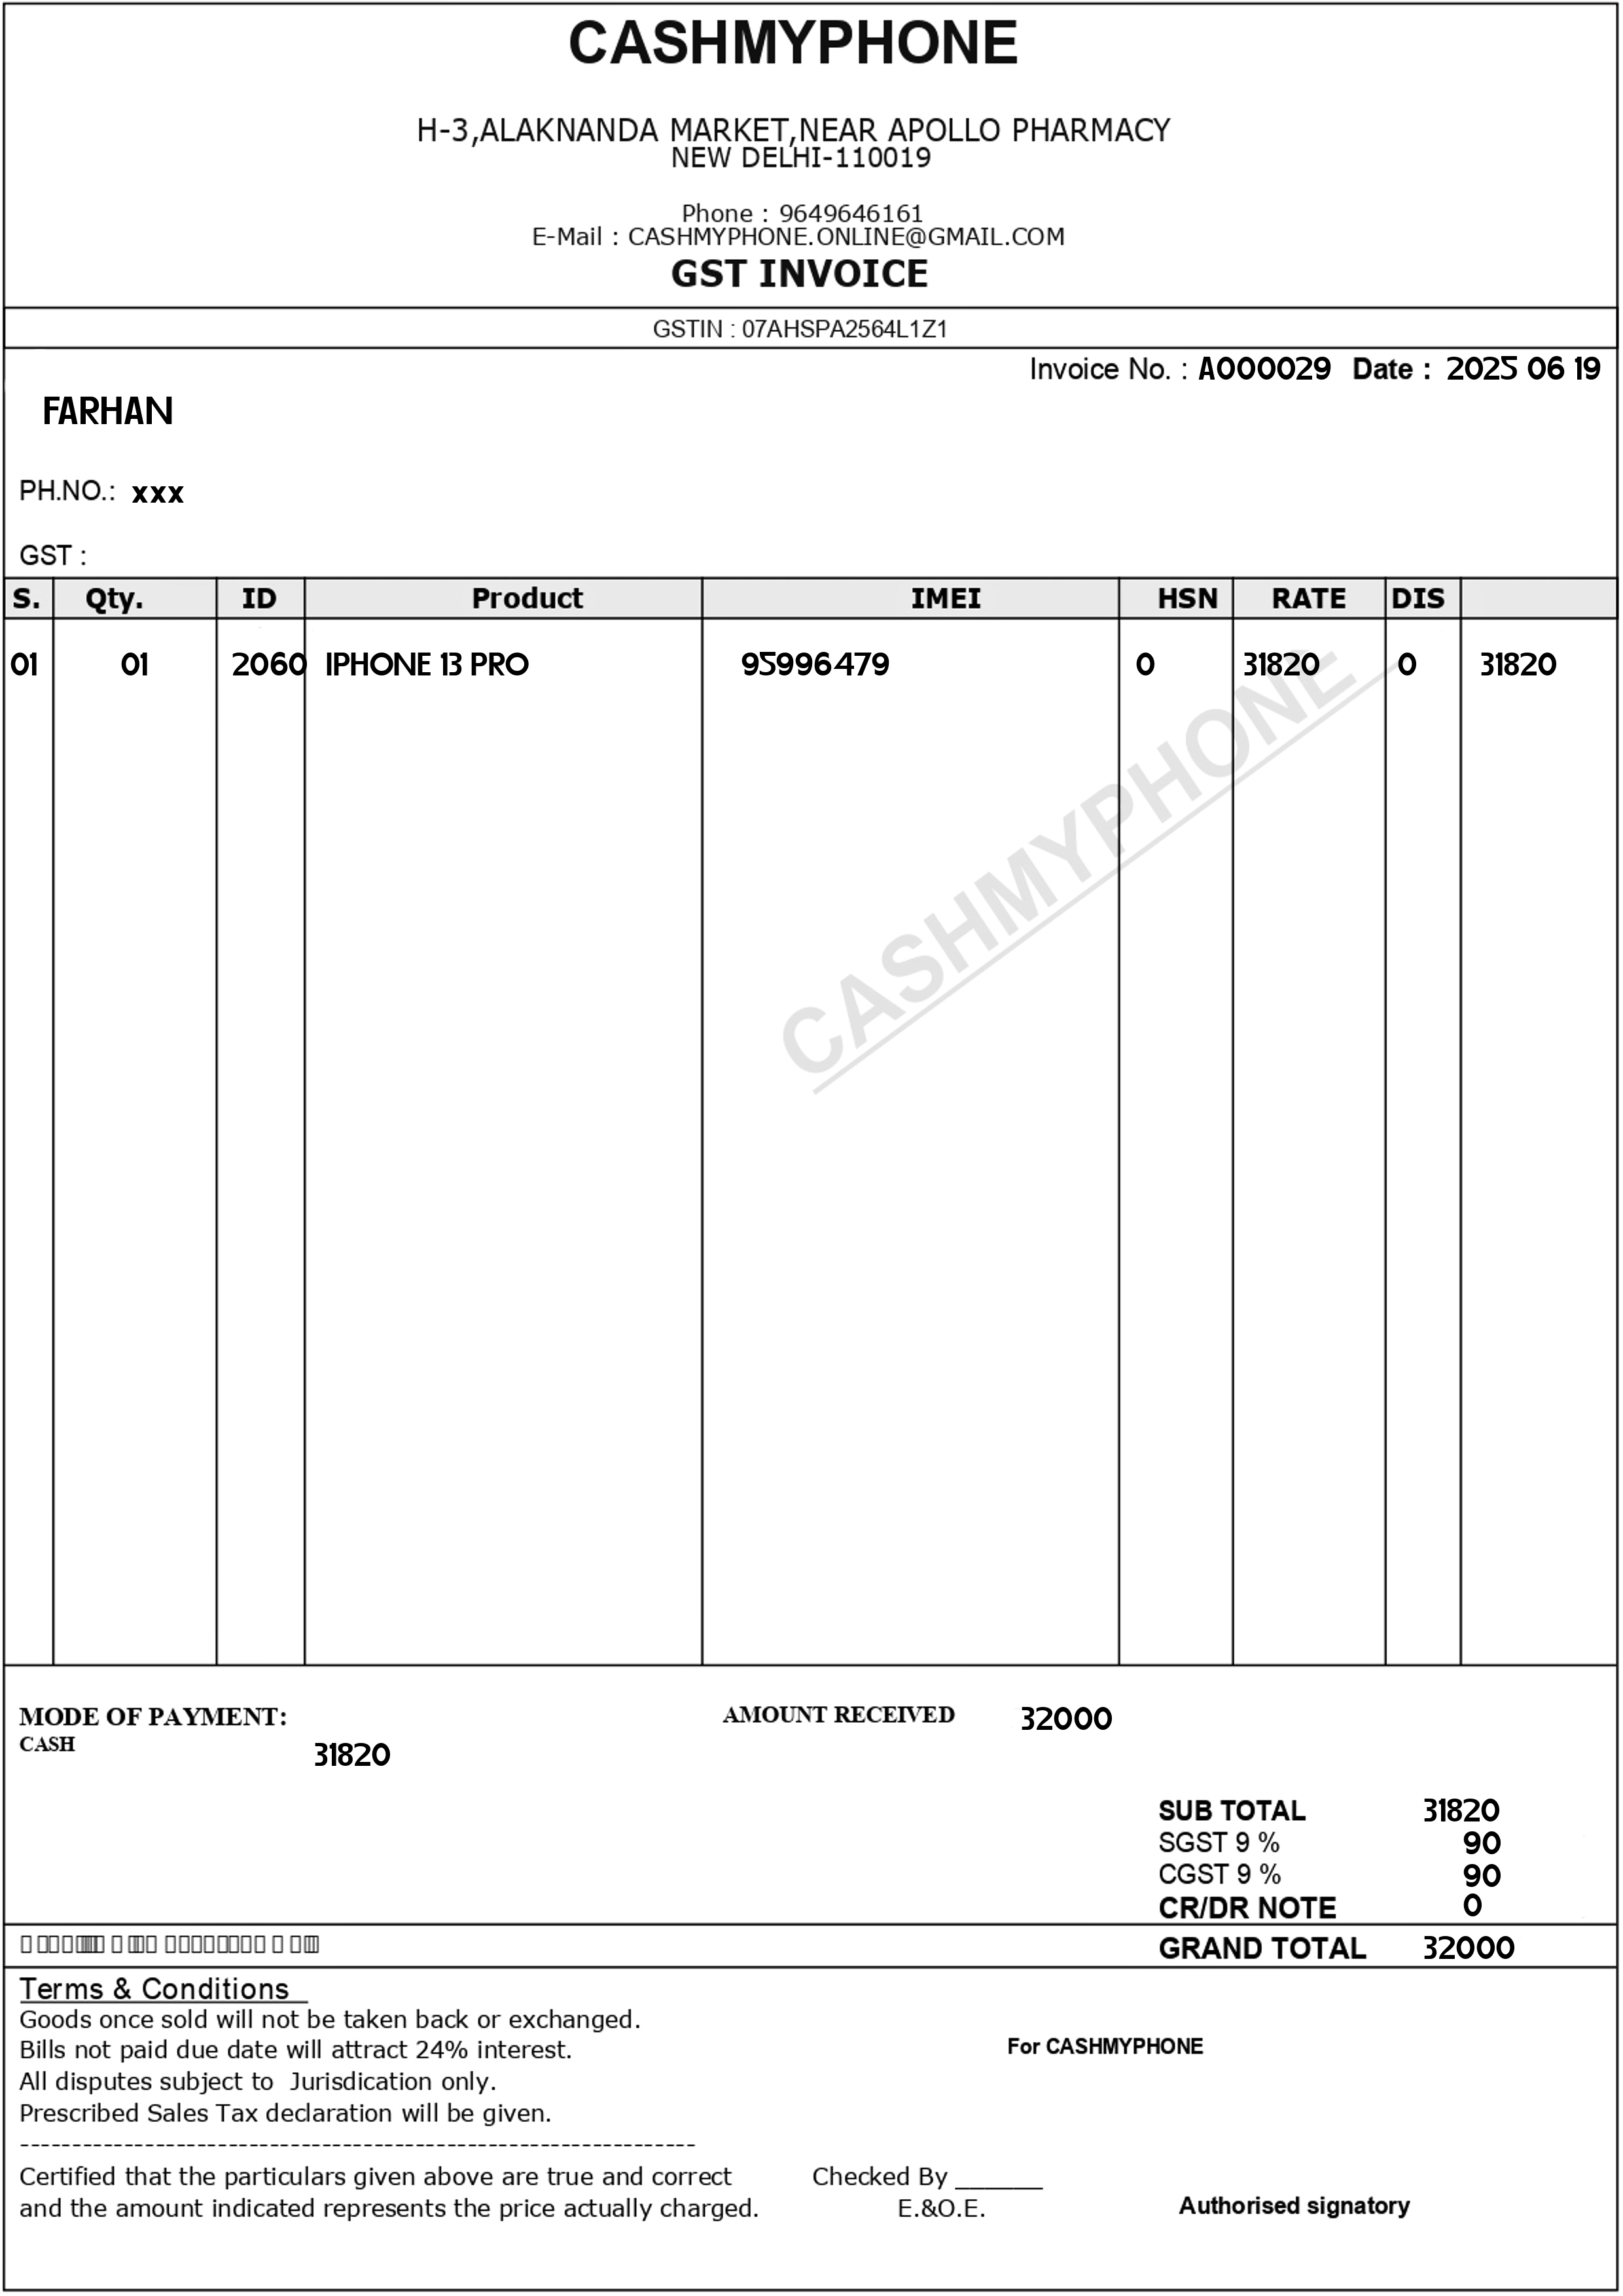 CASHMYPHONE
H-3,ALAKNANDA MARKET,NEAR APOLLO PHARMACY
NEW DELHI-110019
Phone : 9649646161
E-Mail : CASHMYPHONE.ONLINE@GMAIL.COM
GST INVOICE
GSTIN : 07AHSPA2564L1Z1
Invoice No. : A000029 Date : 2025 06 19
FARHAN
PH.NO.: xxx
GST :
S. Qty. ID Product IMEI HSN RATE DIS
01 01 2060 IPHONE 13 PRO 95996479 0 31820 0 31820
CASHMYPHONE
MODE OF PAYMENT: AMOUNT RECEIVED 32000
CASH 31820
SUB TOTAL 31820
SGST 9 % 90
CGST 9 % 90
CR/DR NOTE 0
GRAND TOTAL 32000
Terms & Conditions
Goods once sold will not be taken back or exchanged.
Bills not paid due date will attract 24% interest.
For CASHMYPHONE
All disputes subject to Jurisdication only.
Prescribed Sales Tax declaration will be given.
-----------------------------------------------------------------
Certified that the particulars given above are true and correct Checked By ______
and the amount indicated represents the price actually charged. E.&O.E. Authorised signatory